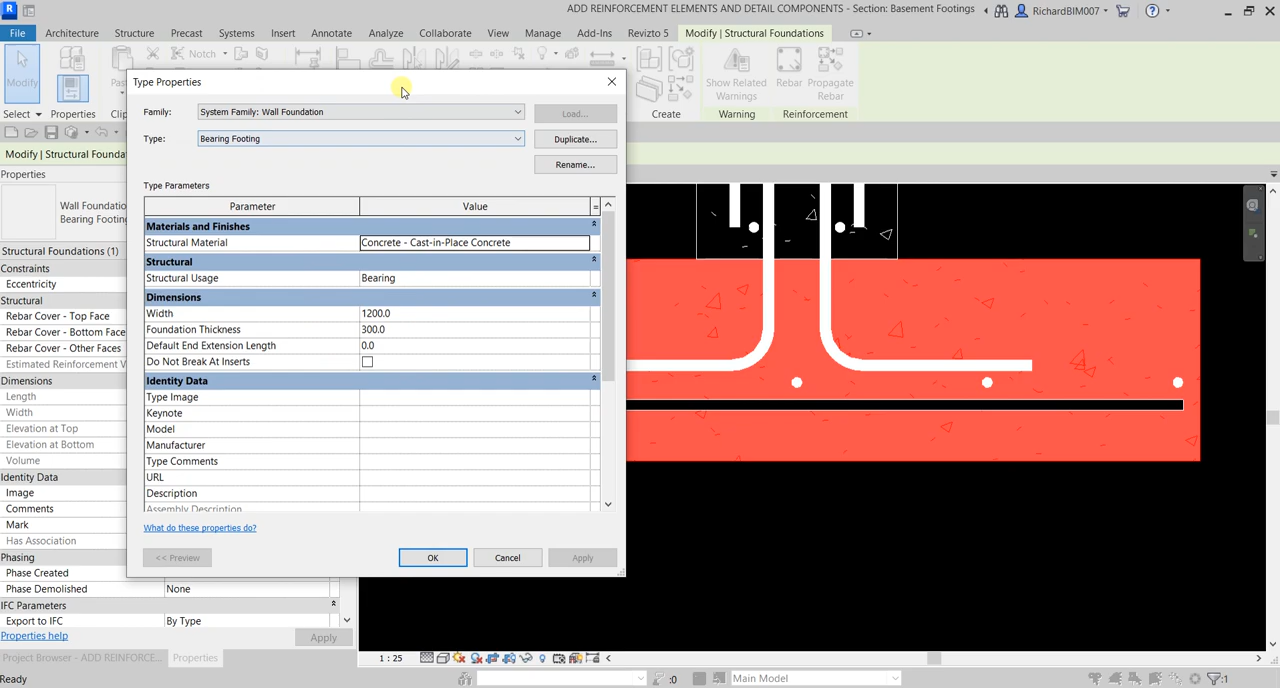 R
ADD REINFORCEMENT ELEMENTS AND DETAIL COMPONENTS - Section: Basement Footings
RichardBIM007
File Architecture Structure Precast Systems Insert Annotate Analyze Collaborate View Manage Add-Ins Revizto 5 Modify | Structural Foundations
Modify
Notch
Show Related Warnings
Rebar
Propagate Rebar
Select
Properties
Create
Warning
Reinforcement
Modify | Structural Founda
Type Properties
Family:
System Family: Wall Foundation
Load...
Type:
Bearing Footing
Duplicate...
Rename...
Type Parameters
Parameter Value =
Materials and Finishes
Structural Material Concrete - Cast-in-Place Concrete
Structural
Structural Usage Bearing
Dimensions
Width 1200.0
Foundation Thickness 300.0
Default End Extension Length 0.0
Do Not Break At Inserts
Identity Data
Type Image
Keynote
Model
Manufacturer
Type Comments
URL
Description
Assembly Description
What do these properties do?
<< Preview
OK
Cancel
Apply
Properties
Wall Foundatio
Bearing Footing
Structural Foundations (1)
Constraints
Eccentricity
Structural
Rebar Cover - Top Face
Rebar Cover - Bottom Face
Rebar Cover - Other Faces
Estimated Reinforcement V
Dimensions
Length
Width
Elevation at Top
Elevation at Bottom
Volume
Identity Data
Image
Comments
Mark
Has Association
Phasing
Phase Created
Phase Demolished None
IFC Parameters
Export to IFC By Type
Properties help
Apply
Project Browser - ADD REINFORCE... Properties
1 : 25
Ready
:0
Main Model
:1